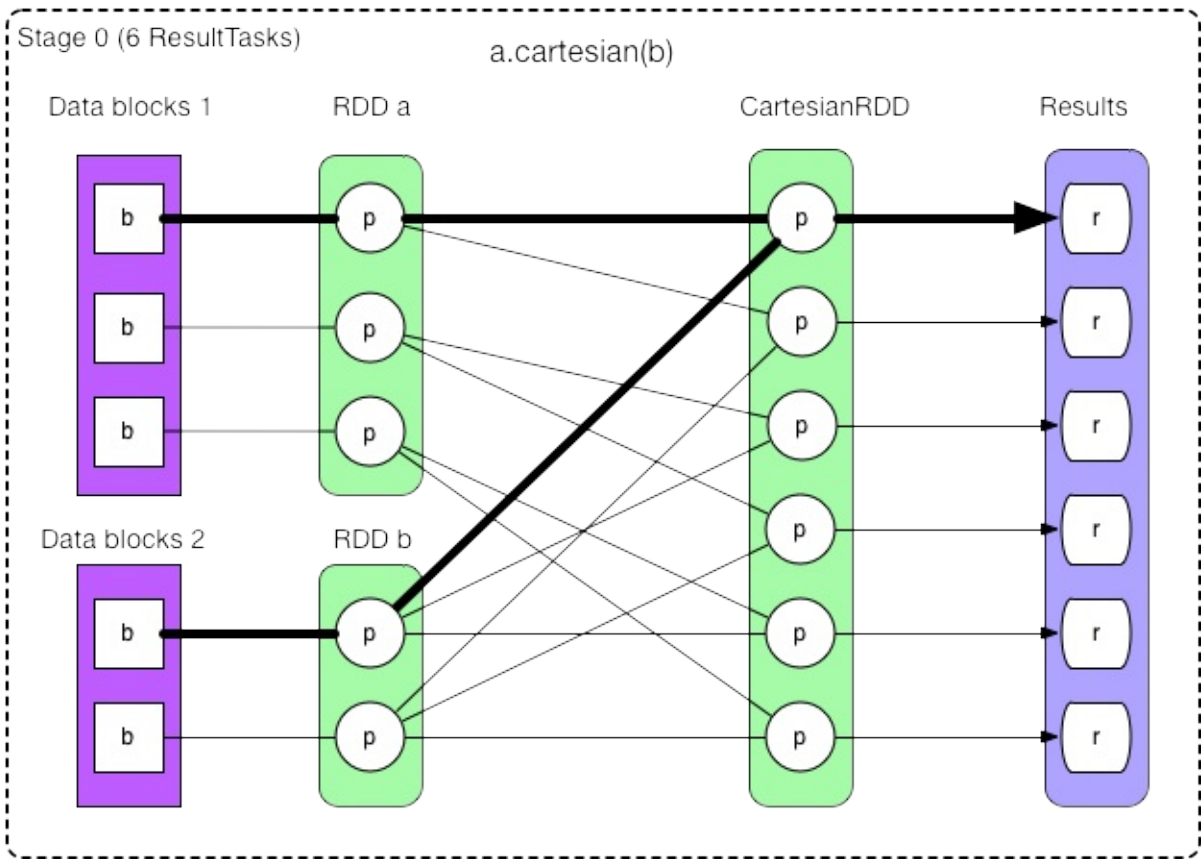 Stage 0 (6 ResultTasks)
a.cartesian(b)
Data blocks 1
RDD a
CartesianRDD
Results
b
p
p
r
b
p
p
r
b
p
p
r
Data blocks 2
RDD b
p
r
b
p
p
r
b
p
p
r